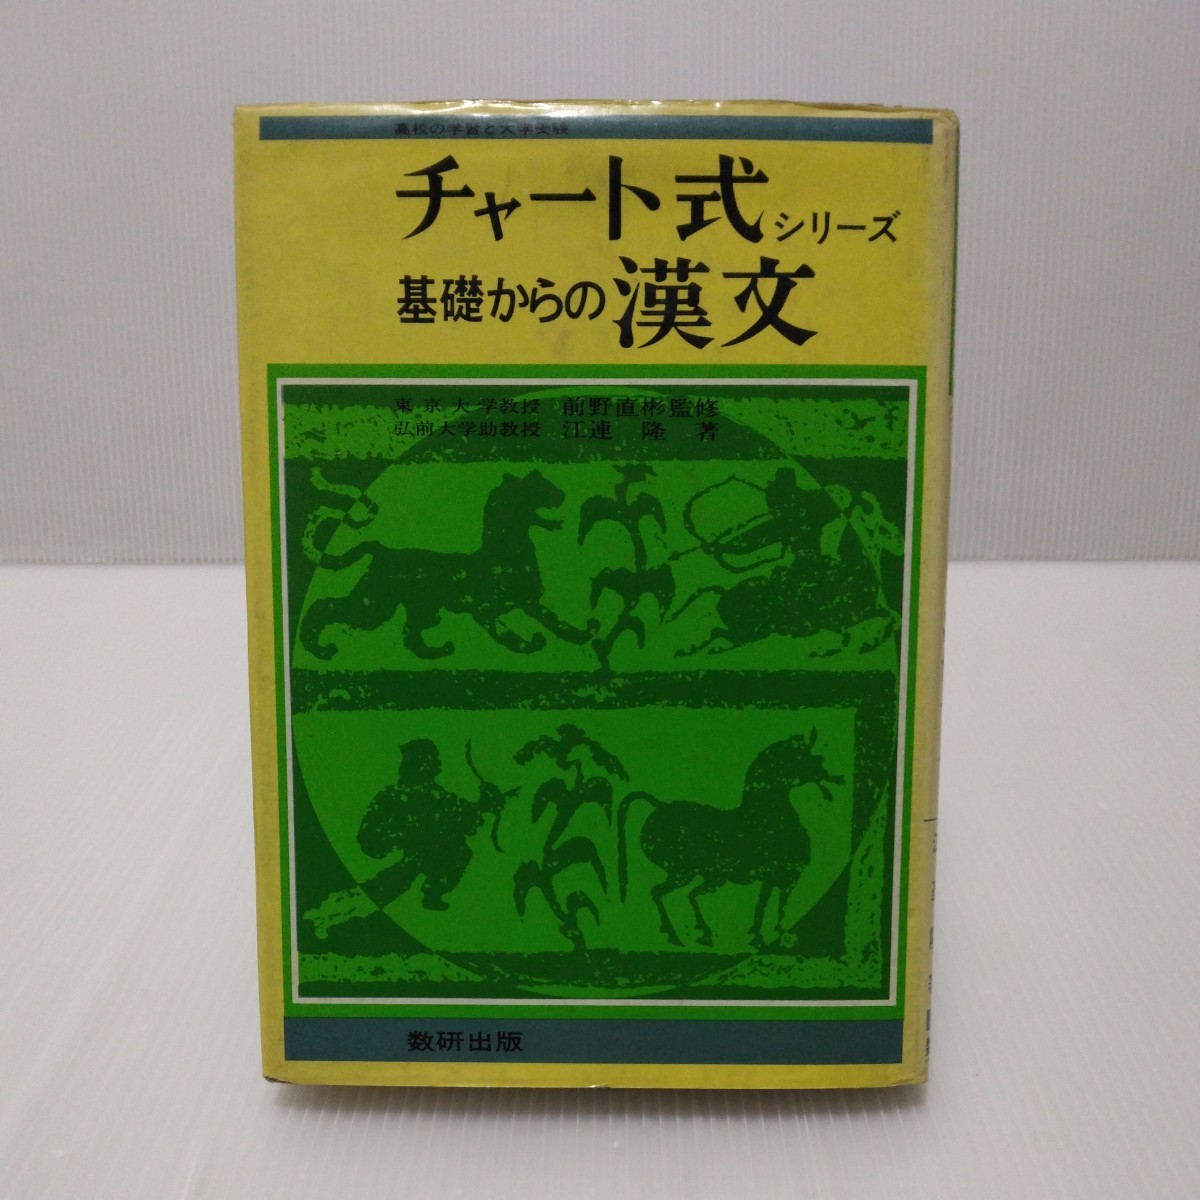 高校の学習と大学受験
チャート式シリーズ
基礎からの漢文
東京大学教授 前野直彬監修
弘前大学助教授 江連 隆 著
数研出版